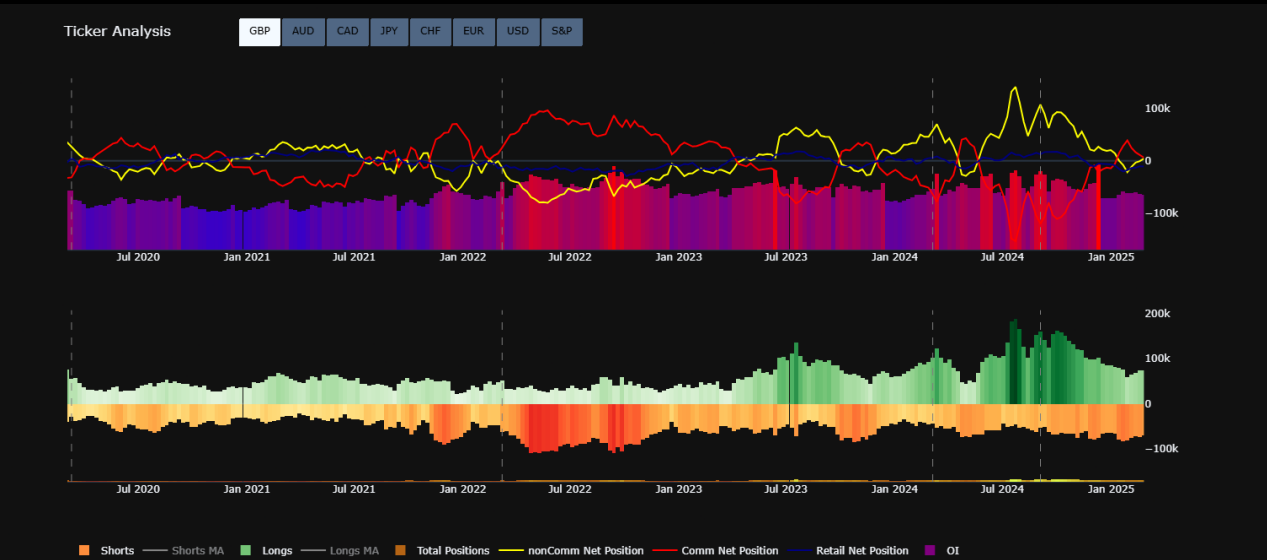 Ticker Analysis GBP AUD CAD JPY CHF EUR USD S&P
100k
0
−100k
Jul 2020 Jan 2021 Jul 2021 Jan 2022 Jul 2022 Jan 2023 Jul 2023 Jan 2024 Jul 2024 Jan 2025
200k
100k
0
−100k
Jul 2020 Jan 2021 Jul 2021 Jan 2022 Jul 2022 Jan 2023 Jul 2023 Jan 2024 Jul 2024 Jan 2025
Shorts Shorts MA Longs Longs MA Total Positions nonComm Net Position Comm Net Position Retail Net Position OI